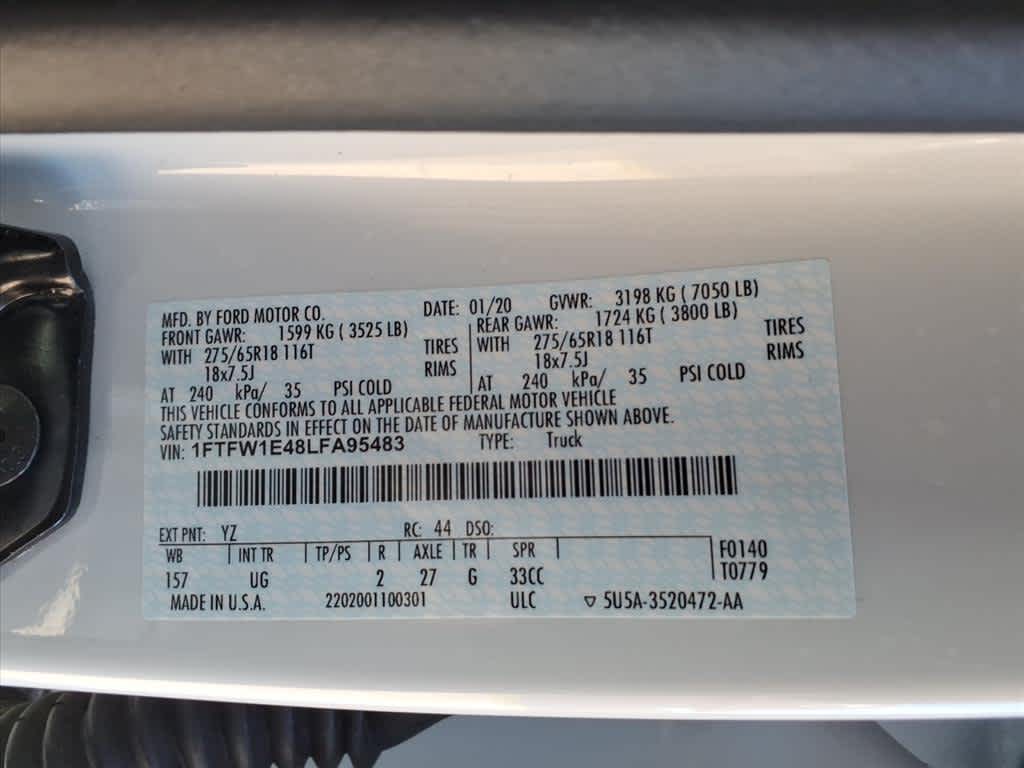 MFD. BY FORD MOTOR CO. DATE: 01/20 GVWR: 3198 KG ( 7050 LB)
FRONT GAWR: 1599 KG ( 3525 LB) REAR GAWR: 1724 KG ( 3800 LB)
WITH 275/65R18 116T TIRES WITH 275/65R18 116T TIRES
18x7.5J RIMS 18x7.5J RIMS
AT 240 kPa/ 35 PSI COLD AT 240 kPa/ 35 PSI COLD
THIS VEHICLE CONFORMS TO ALL APPLICABLE FEDERAL MOTOR VEHICLE
SAFETY STANDARDS IN EFFECT ON THE DATE OF MANUFACTURE SHOWN ABOVE.
VIN: 1FTFW1E48LFA95483 TYPE: Truck
EXT PNT: YZ RC: 44 DSO:
WB INT TR TP/PS R AXLE TR SPR F0140
157 UG 2 27 G 33CC T0779
MADE IN U.S.A. 2202001100301 ULC ▽ 5U5A-3520472-AA